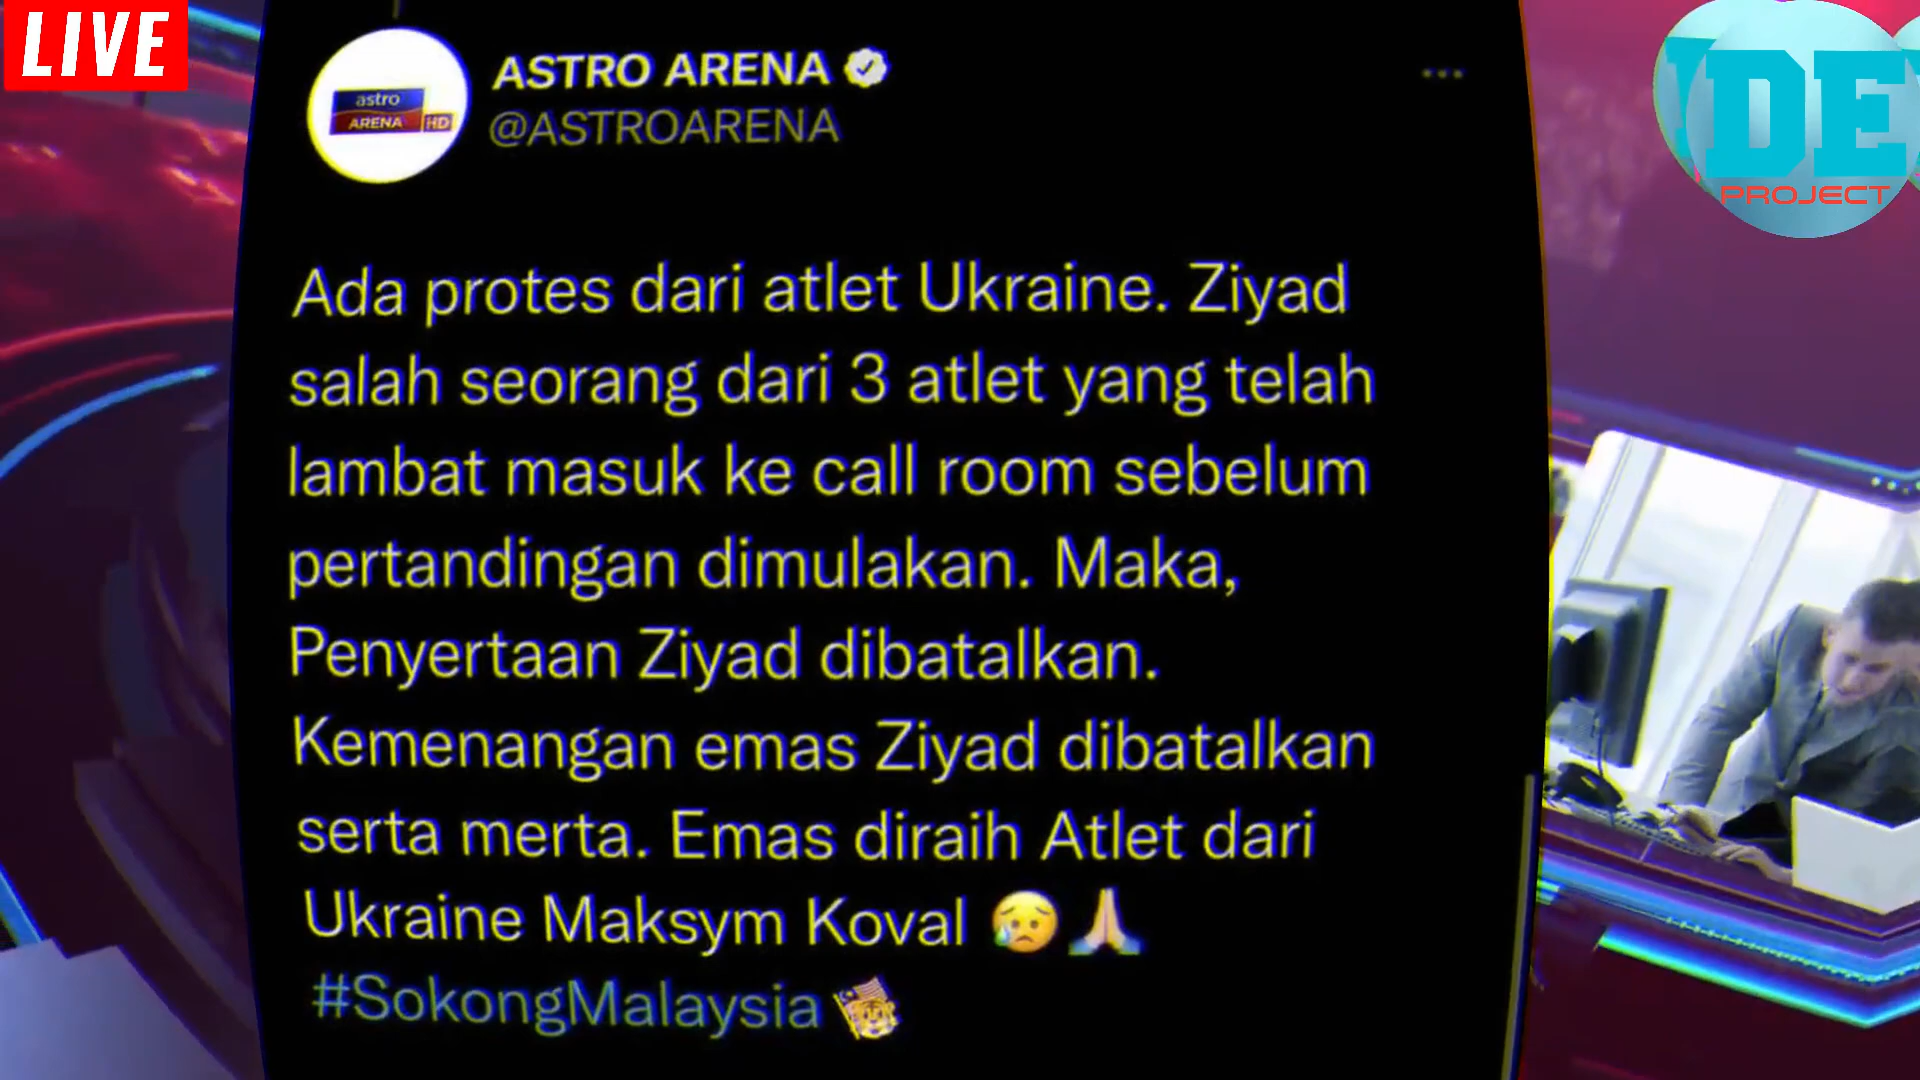 LIVE
ASTRO ARENA
@ASTROARENA
astro
ARENA HD
DE
PROJECT
Ada protes dari atlet Ukraine. Ziyad
salah seorang dari 3 atlet yang telah
lambat masuk ke call room sebelum
pertandingan dimulakan. Maka,
Penyertaan Ziyad dibatalkan.
Kemenangan emas Ziyad dibatalkan
serta merta. Emas diraih Atlet dari
Ukraine Maksym Koval 😥🙏
#SokongMalaysia